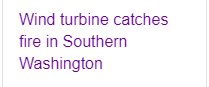 Wind turbine catches
fire in Southern
Washington